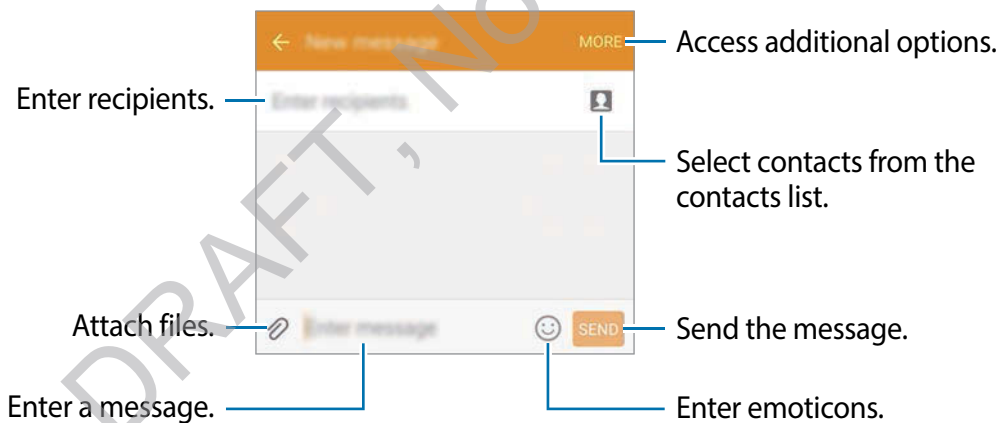 New message
MORE
Access additional options.
Enter recipients.
Enter recipients
Select contacts from the
contacts list.
Attach files.
Enter message
SEND
Send the message.
Enter a message.
Enter emoticons.
DRAFT, No